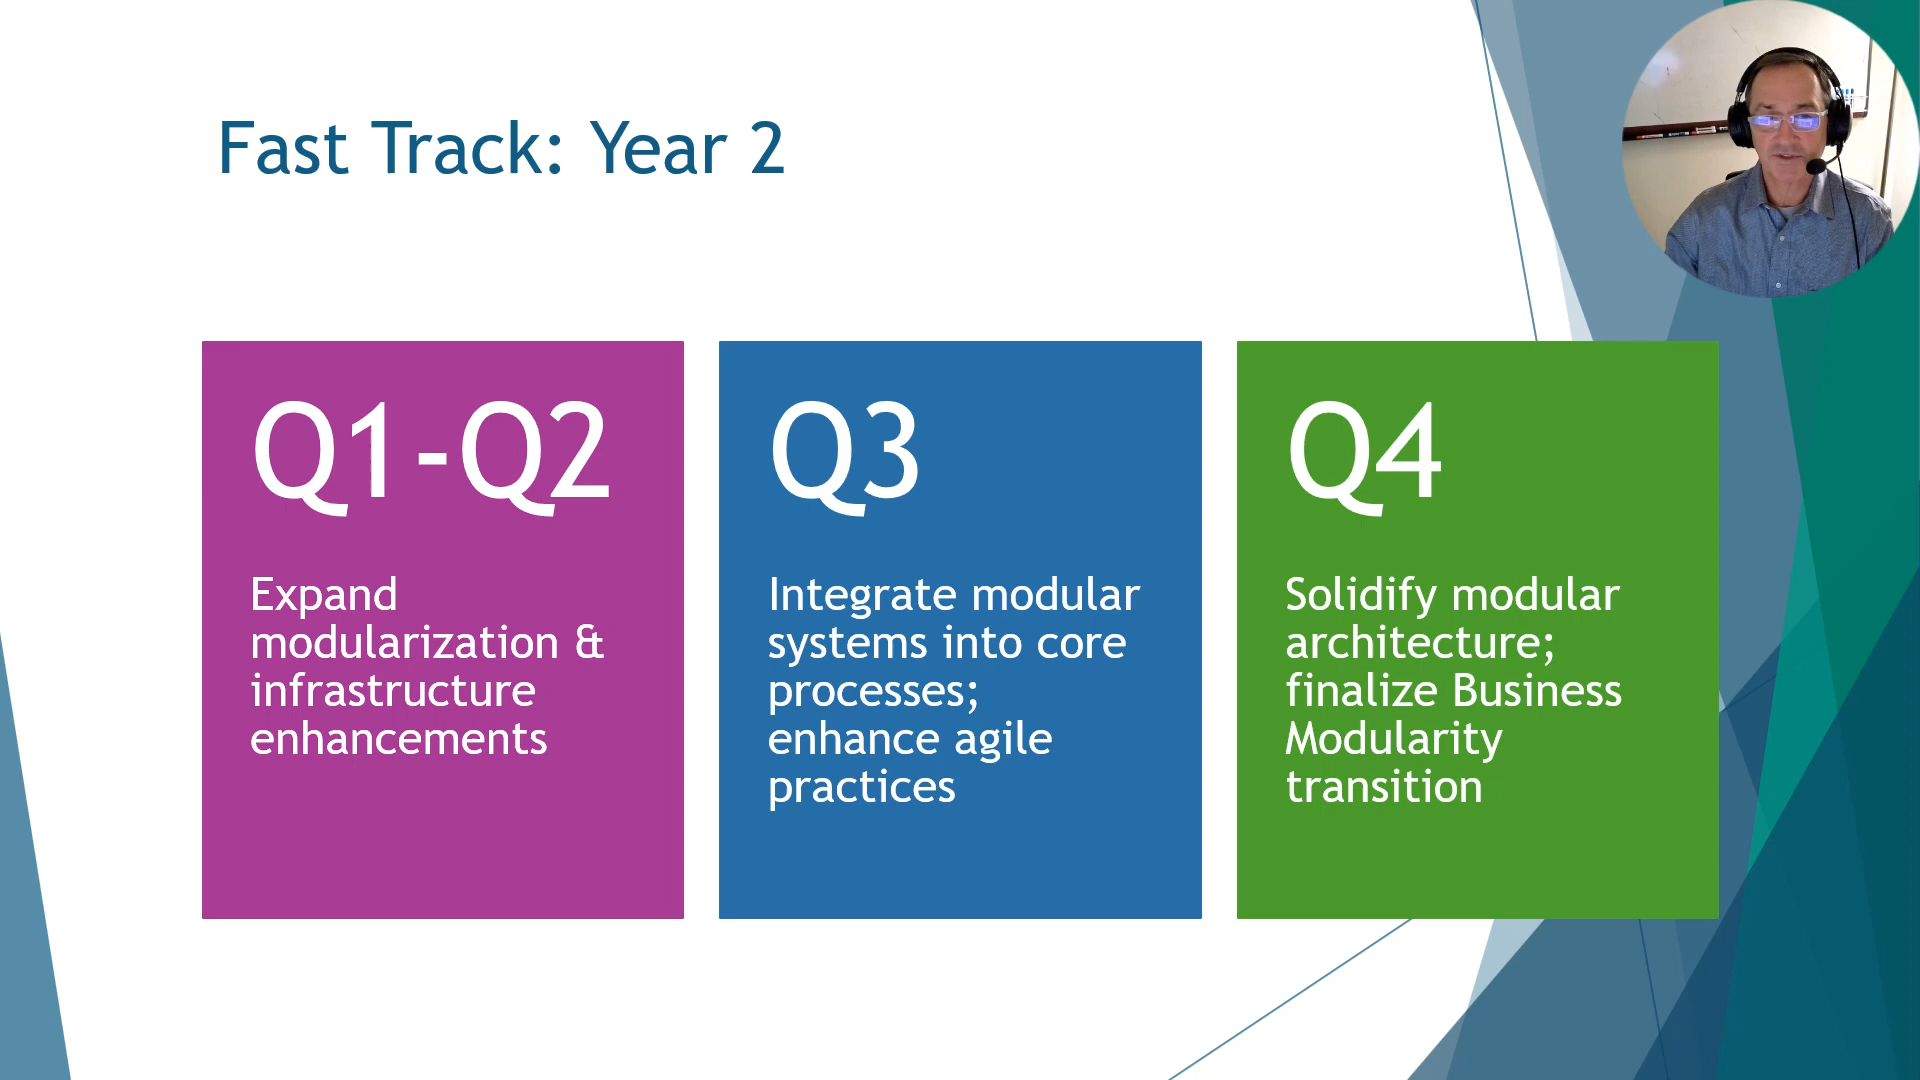 Fast Track: Year 2
Q1-Q2
Expand
modularization &
infrastructure
enhancements
Q3
Integrate modular
systems into core
processes;
enhance agile
practices
Q4
Solidify modular
architecture;
finalize Business
Modularity
transition